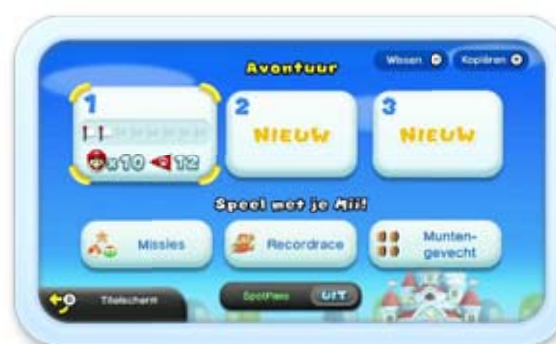 Avontuur
Wissen
Kopiëren
1
x10 12
2
NIEUW
3
NIEUW
Speel met je Mii!
Missies
Recordrace
Munten-
gevecht
Titelscherm
SpotPass UIT